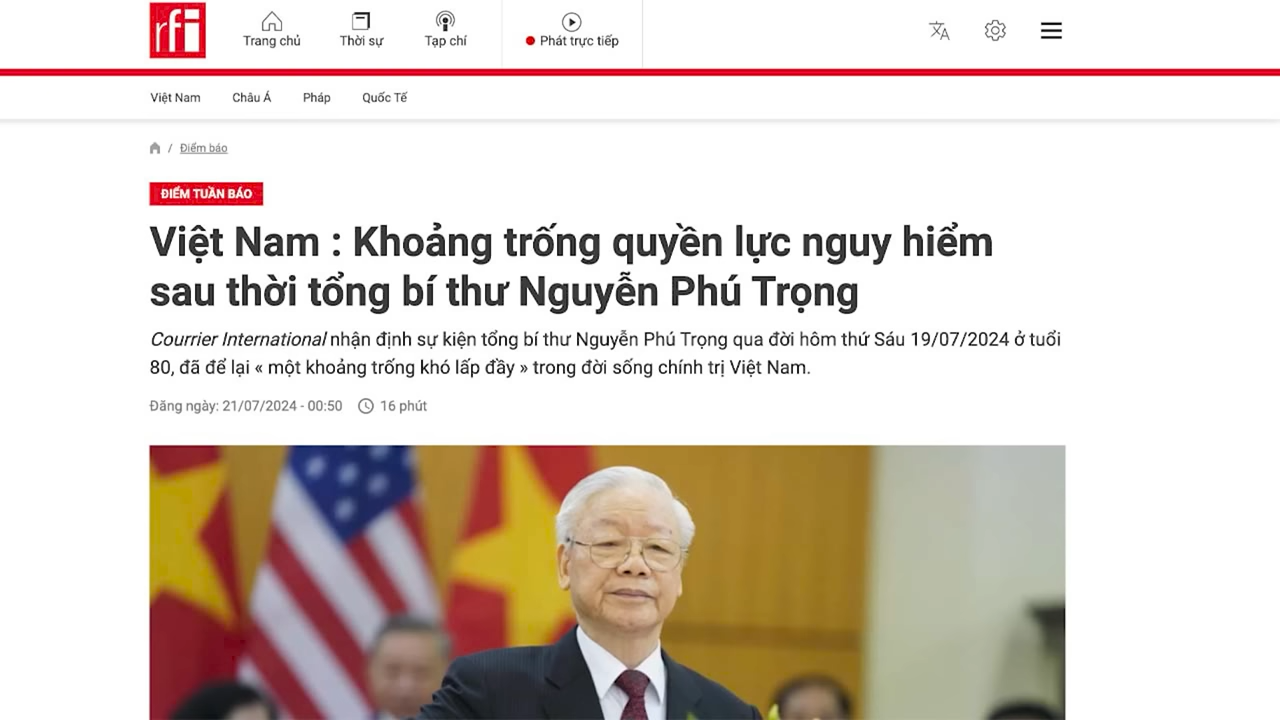 rfi
Trang chủ
Thời sự
Tạp chí
Phát trực tiếp
Việt Nam
Châu Á
Pháp
Quốc Tế
/ Điểm báo
ĐIỂM TUẦN BÁO
Việt Nam : Khoảng trống quyền lực nguy hiểm
sau thời tổng bí thư Nguyễn Phú Trọng
Courrier International nhận định sự kiện tổng bí thư Nguyễn Phú Trọng qua đời hôm thứ Sáu 19/07/2024 ở tuổi
80, đã để lại « một khoảng trống khó lấp đầy » trong đời sống chính trị Việt Nam.
Đăng ngày: 21/07/2024 - 00:50 16 phút